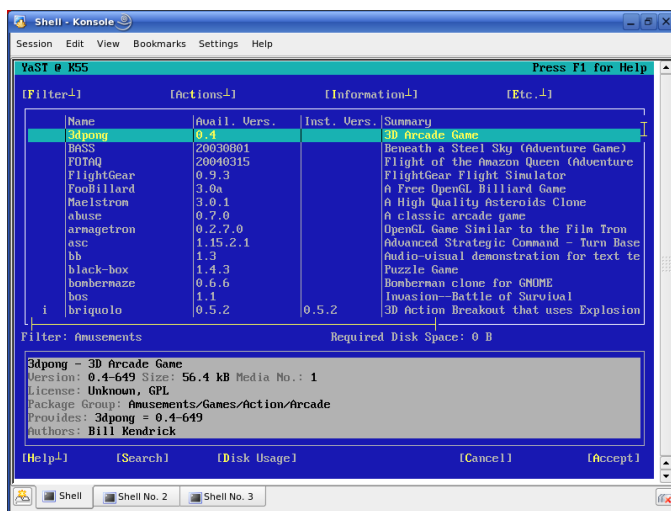 Shell - Konsole
Session Edit View Bookmarks Settings Help
YaST @ K55 Press F1 for Help
[Filter┴] [Actions┴] [Information┴] [Etc.┴]
Name Avail. Vers. Inst. Vers. Summary
3dpong 0.4 3D Arcade Game
BASS 20030801 Beneath a Steel Sky (Adventure Game)
FOTAQ 20040315 Flight of the Amazon Queen (Adventure
FlightGear 0.9.3 FlightGear Flight Simulator
FooBillard 3.0a A Free OpenGL Billiard Game
Maelstrom 3.0.1 A High Quality Asteroids Clone
abuse 0.7.0 A classic arcade game
armagetron 0.2.7.0 OpenGL Game Similar to the Film Tron
asc 1.15.2.1 Advanced Strategic Command - Turn Base
bb 1.3 Audio-visual demonstration for text te
black-box 1.4.3 Puzzle Game
bombermaze 0.6.6 Bomberman clone for GNOME
bos 1.1 Invasion--Battle of Survival
i briquolo 0.5.2 0.5.2 3D Action Breakout that uses Explosion
Filter: Amusements Required Disk Space: 0 B
3dpong - 3D Arcade Game
Version: 0.4-649 Size: 56.4 kB Media No.: 1
License: Unknown, GPL
Package Group: Amusements/Games/Action/Arcade
Provides: 3dpong = 0.4-649
Authors: Bill Kendrick
[Help┴] [Search] [Disk Usage] [Cancel] [Accept]
Shell Shell No. 2 Shell No. 3